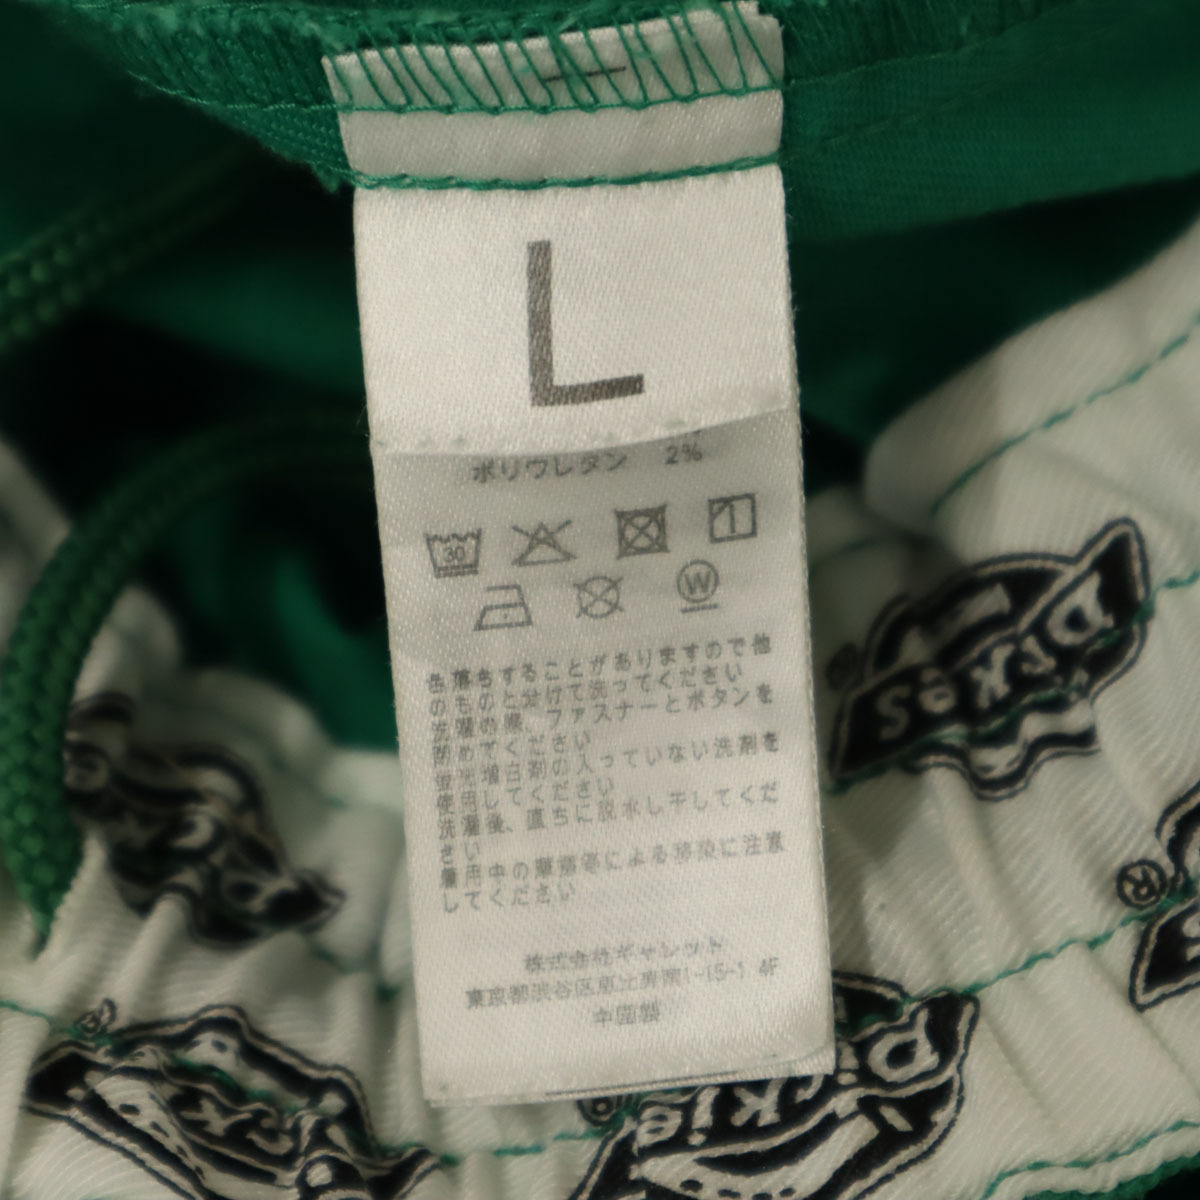 L
ポリウレタン 2%
30
W
色落ちすることがありますので他
のものと分けて洗ってください
洗濯の際、ファスナーとボタンを
閉めてください
蛍光増白剤の入っていない洗剤を
使用してください
洗濯後、直ちに脱水し干してくだ
さい
着用中の摩擦等による移染に注意
してください
株式会社ギャレット
東京都渋谷区恵比寿南1-15-1 4F
中国製
Dickies
Dickies
®